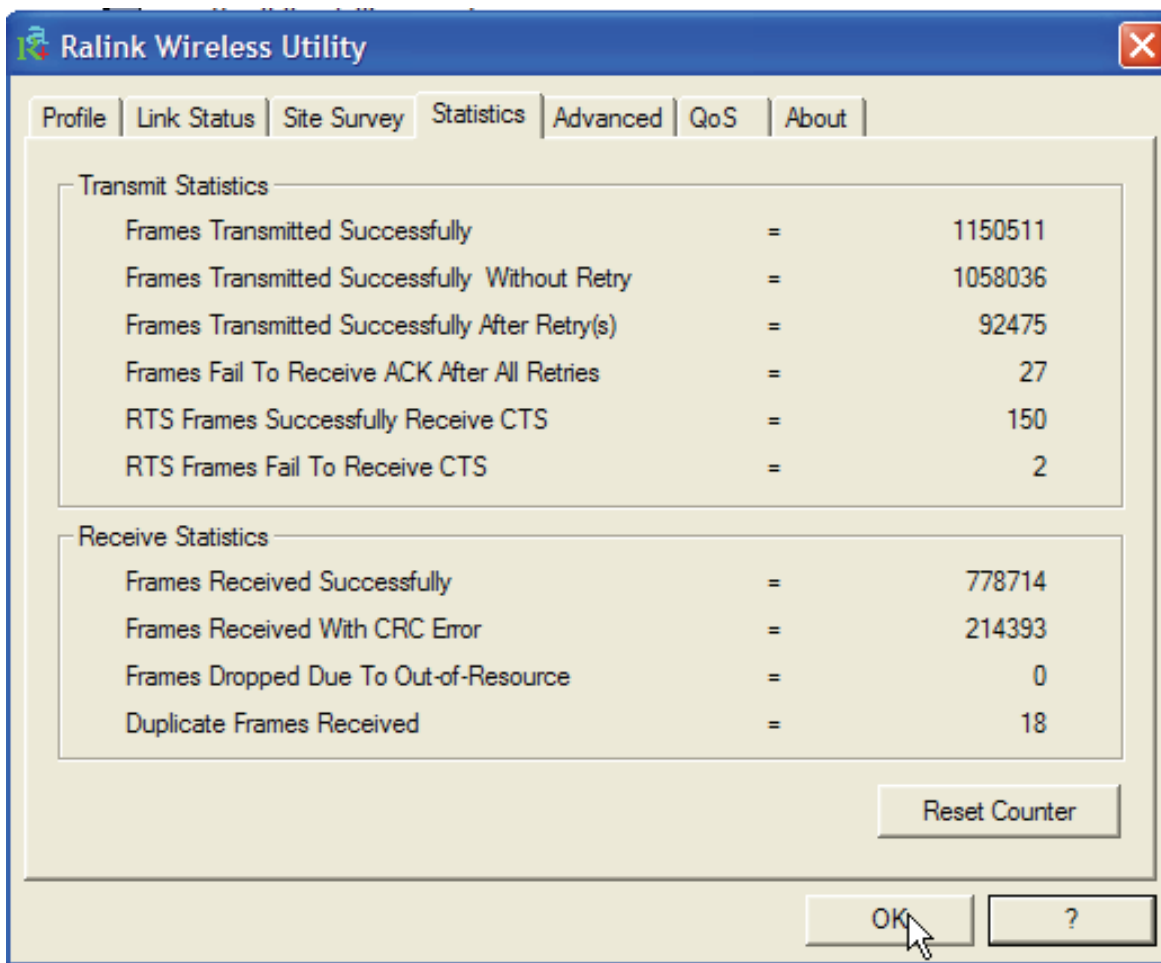 Ralink Wireless Utility
Profile Link Status Site Survey Statistics Advanced QoS About
Transmit Statistics
Frames Transmitted Successfully = 1150511
Frames Transmitted Successfully Without Retry = 1058036
Frames Transmitted Successfully After Retry(s) = 92475
Frames Fail To Receive ACK After All Retries = 27
RTS Frames Successfully Receive CTS = 150
RTS Frames Fail To Receive CTS = 2
Receive Statistics
Frames Received Successfully = 778714
Frames Received With CRC Error = 214393
Frames Dropped Due To Out-of-Resource = 0
Duplicate Frames Received = 18
Reset Counter
OK ?